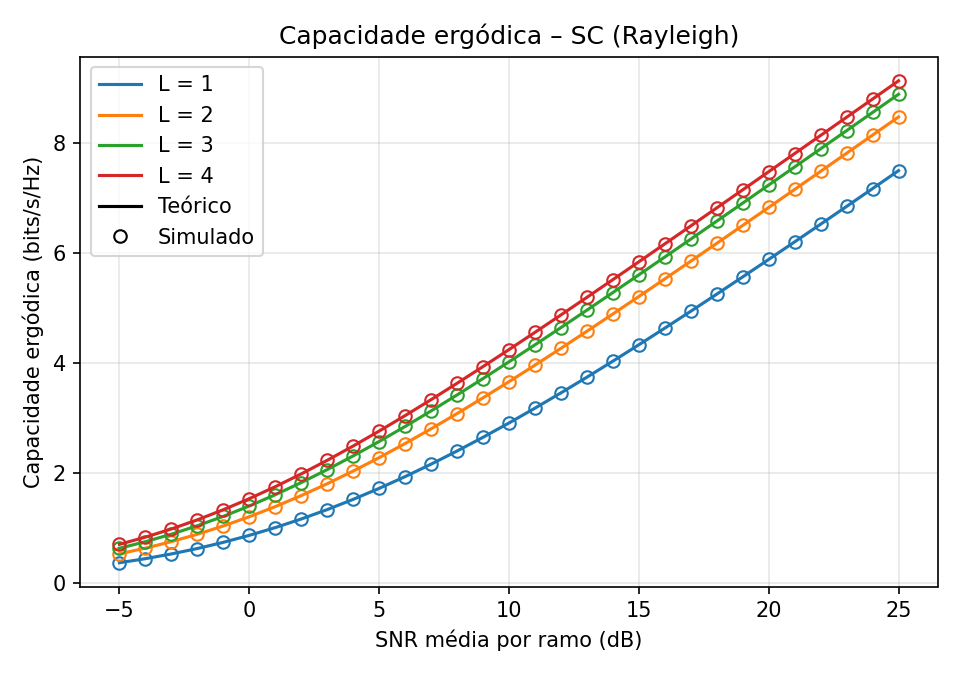 Capacidade ergódica – SC (Rayleigh)
L = 1
L = 2
L = 3
L = 4
Teórico
Simulado
Capacidade ergódica (bits/s/Hz)
8
6
4
2
0
−5
0
5
10
15
20
25
SNR média por ramo (dB)